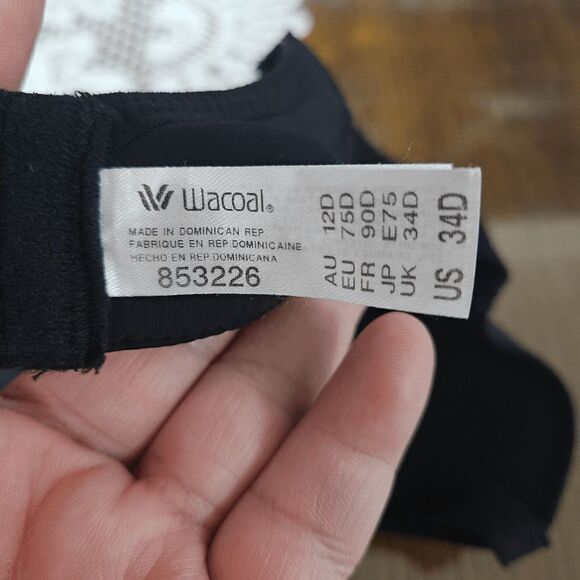 Wacoal®
MADE IN DOMINICAN REP.
FABRIQUE EN REP DOMINICAINE
HECHO EN REP.DOMINICANA
853226
AU 12D
EU 75D
FR 90D
JP E75
UK 34D
US 34D